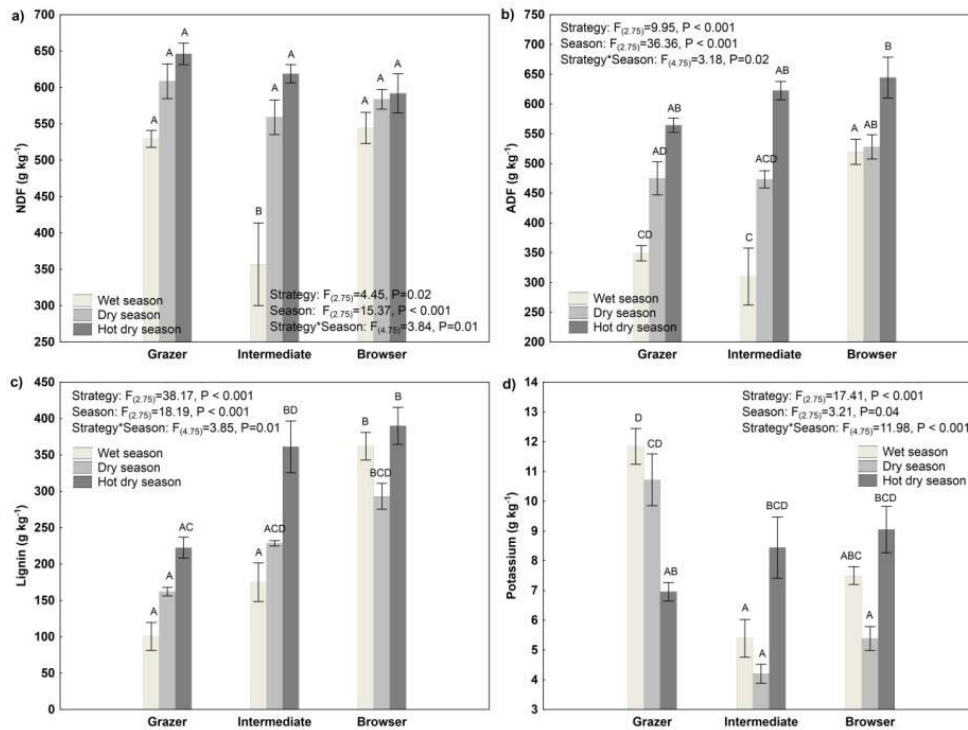 a)
700
650
600
550
500
450
400
350
300
250
NDF (g kg-1)
A
A
A
B
A
A
A
A
A
Wet season
Dry season
Hot dry season
Strategy: F(2.75)=4.45, P=0.02
Season: F(2.75)=15.37, P < 0.001
Strategy*Season: F(4.75)=3.84, P=0.01
Grazer Intermediate Browser
b)
750
700
650
600
550
500
450
400
350
300
250
200
ADF (g kg-1)
Strategy: F(2.75)=9.95, P < 0.001
Season: F(2.75)=36.36, P < 0.001
Strategy*Season: F(4.75)=3.18, P=0.02
CD
AD
AB
C
ACD
AB
A
AB
B
Wet season
Dry season
Hot dry season
Grazer Intermediate Browser
c)
450
400
350
300
250
200
150
100
50
0
Lignin (g kg-1)
Strategy: F(2.75)=38.17, P < 0.001
Season: F(2.75)=18.19, P < 0.001
Strategy*Season: F(4.75)=3.85, P=0.01
Wet season
Dry season
Hot dry season
A
A
AC
A
ACD
BD
B
BCD
B
Grazer Intermediate Browser
d)
14
13
12
11
10
9
8
7
6
5
4
3
Potassium (g kg-1)
Strategy: F(2.75)=17.41, P < 0.001
Season: F(2.75)=3.21, P=0.04
Strategy*Season: F(4.75)=11.98, P < 0.001
Wet season
Dry season
Hot dry season
D
CD
AB
A
A
BCD
ABC
A
BCD
Grazer Intermediate Browser